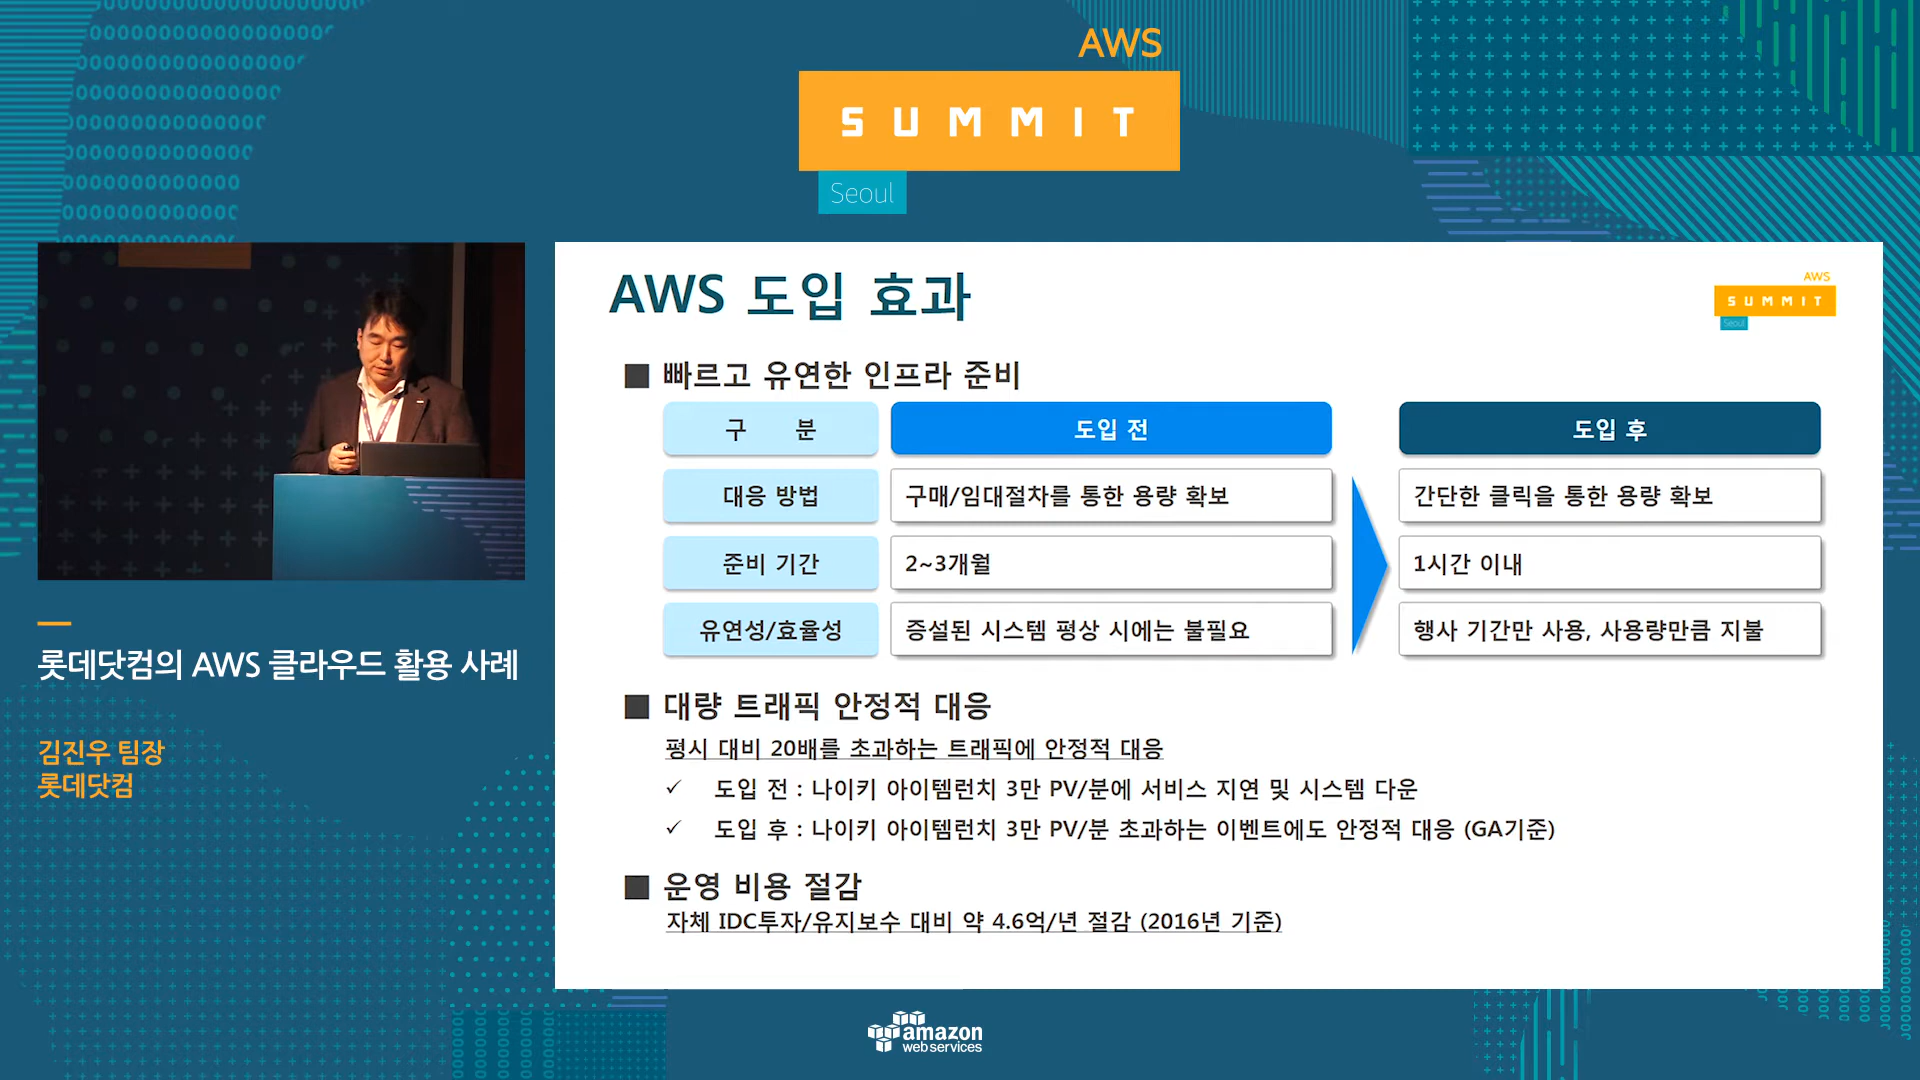 AWS
SUMMIT
Seoul
롯데닷컴의 AWS 클라우드 활용 사례
김진우 팀장
롯데닷컴
AWS 도입 효과
AWS
SUMMIT
Seoul
■ 빠르고 유연한 인프라 준비
구 분 도입 전 도입 후
대응 방법 구매/임대절차를 통한 용량 확보 간단한 클릭을 통한 용량 확보
준비 기간 2~3개월 1시간 이내
유연성/효율성 증설된 시스템 평상 시에는 불필요 행사 기간만 사용, 사용량만큼 지불
■ 대량 트래픽 안정적 대응
평시 대비 20배를 초과하는 트래픽에 안정적 대응
✓ 도입 전 : 나이키 아이템런치 3만 PV/분에 서비스 지연 및 시스템 다운
✓ 도입 후 : 나이키 아이템런치 3만 PV/분 초과하는 이벤트에도 안정적 대응 (GA기준)
■ 운영 비용 절감
자체 IDC투자/유지보수 대비 약 4.6억/년 절감 (2016년 기준)
amazon
web services